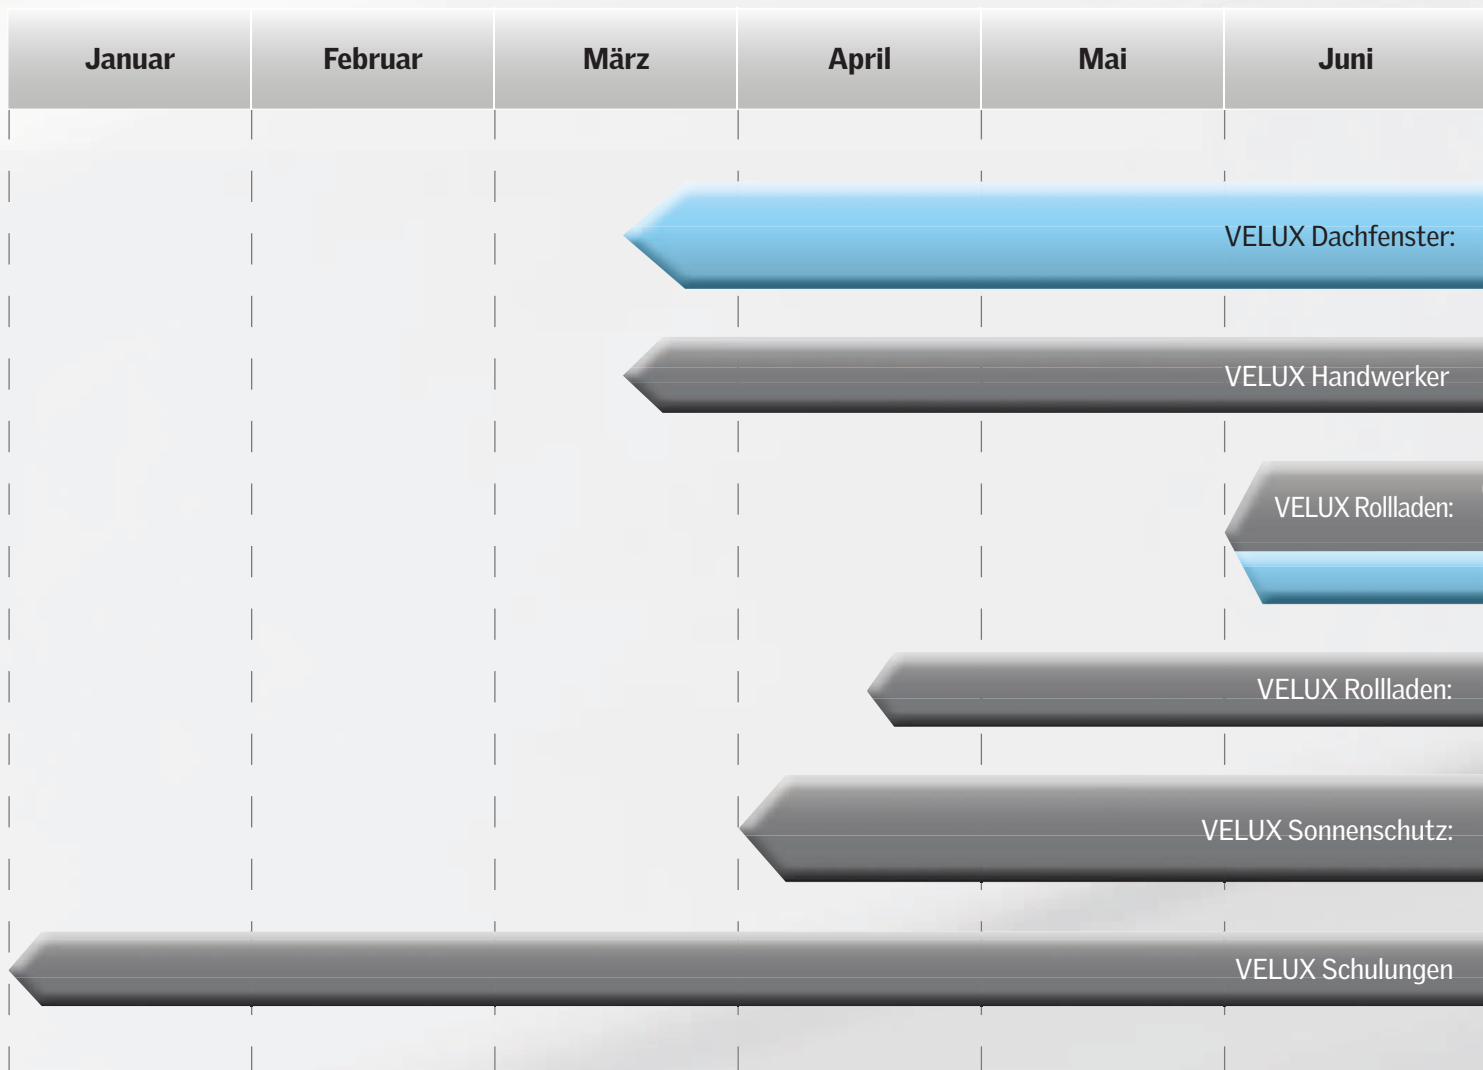 Januar Februar März April Mai Juni
VELUX Dachfenster:
VELUX Handwerker
VELUX Rollladen:
VELUX Rollladen:
VELUX Sonnenschutz:
VELUX Schulungen